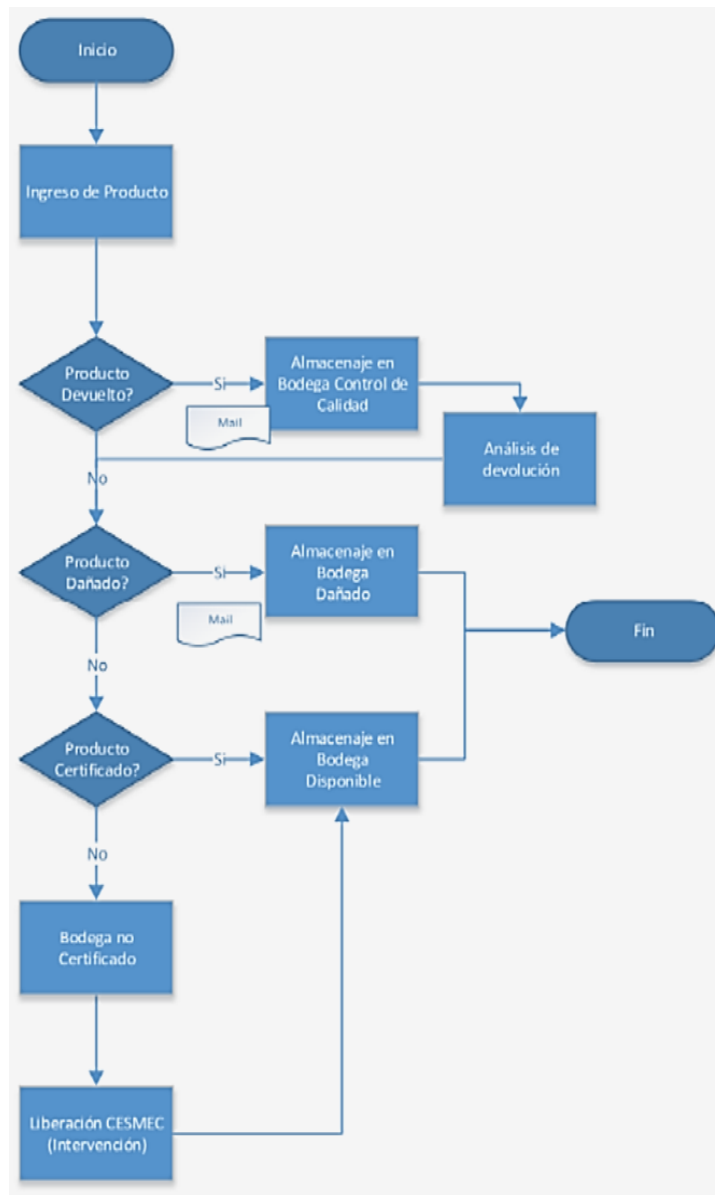 Inicio
Ingreso de Producto
Producto
Devuelto?
Si
Almacenaje en
Bodega Control de
Calidad
Mail
Análisis de
devolución
No
Producto
Dañado?
Si
Almacenaje en
Bodega
Dañado
Mail
Fin
No
Producto
Certificado?
Si
Almacenaje en
Bodega
Disponible
No
Bodega no
Certificado
Liberación CESMEC
(Intervención)